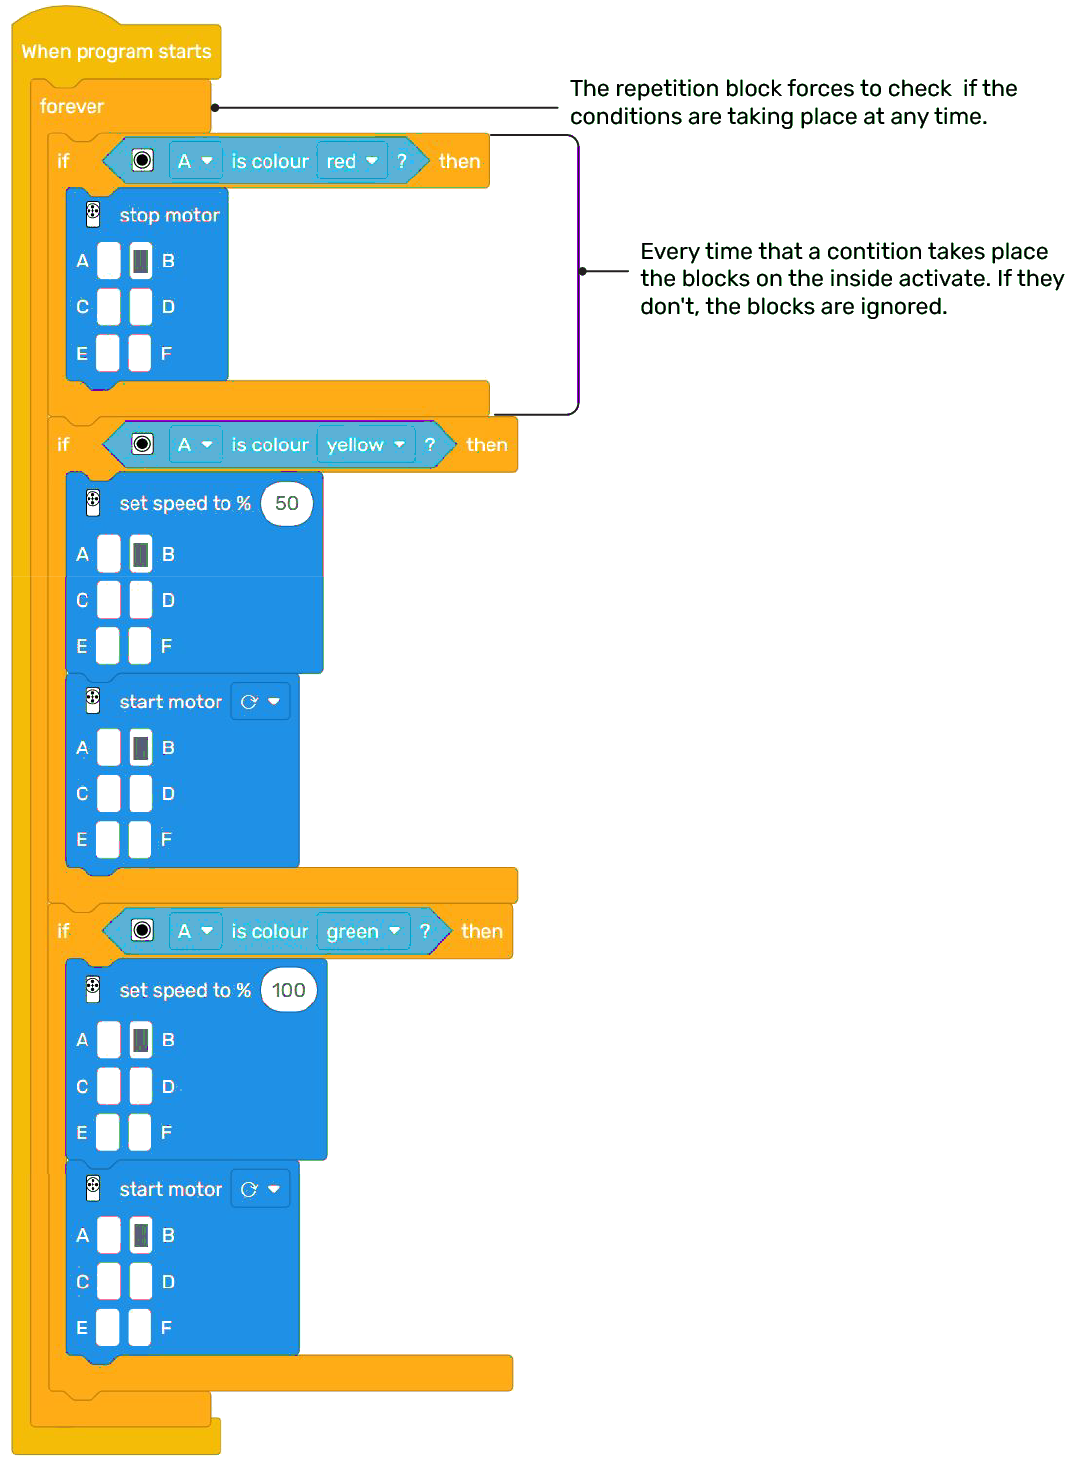 When program starts
forever
The repetition block forces to check if the
conditions are taking place at any time.
if A is colour red ? then
stop motor
A B
C D
E F
Every time that a contition takes place
the blocks on the inside activate. If they
don't, the blocks are ignored.
if A is colour yellow ? then
set speed to % 50
A B
C D
E F
start motor
A B
C D
E F
if A is colour green ? then
set speed to % 100
A B
C D
E F
start motor
A B
C D
E F